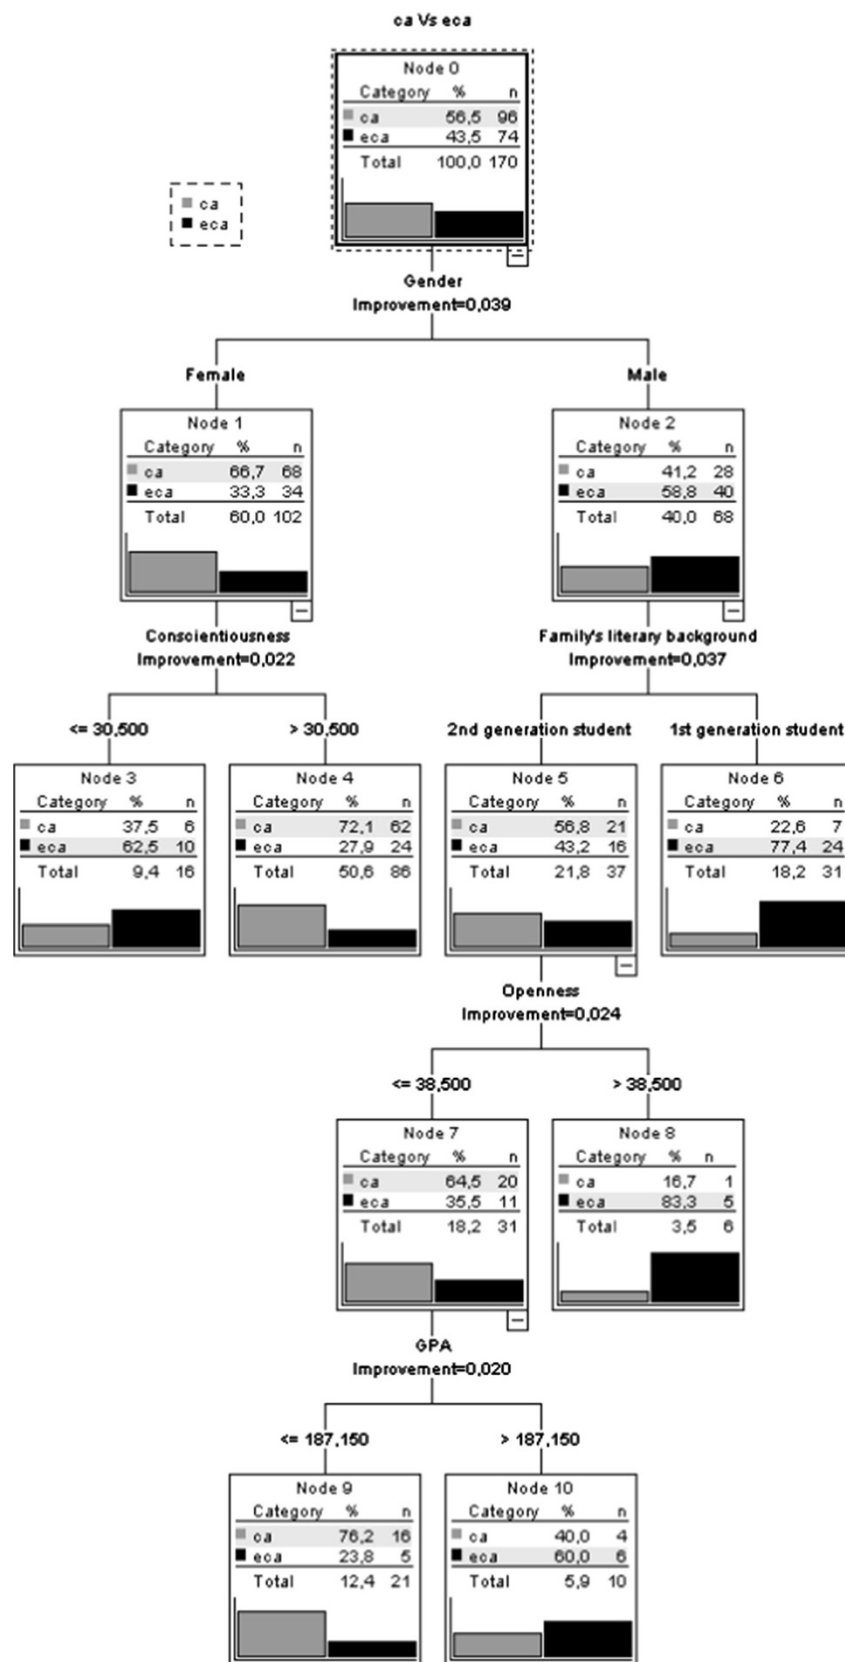 ca Vs eca
Node 0
Category % n
ca 56,5 96
eca 43,5 74
Total 100,0 170
ca
eca
Gender
Improvement=0,039
Female
Male
Node 1
Category % n
ca 66,7 68
eca 33,3 34
Total 60,0 102
Node 2
Category % n
ca 41,2 28
eca 58,8 40
Total 40,0 68
Conscientiousness
Improvement=0,022
Family's literary background
Improvement=0,037
<= 30,500
> 30,500
2nd generation student
1st generation student
Node 3
Category % n
ca 37,5 6
eca 62,5 10
Total 9,4 16
Node 4
Category % n
ca 72,1 62
eca 27,9 24
Total 50,6 86
Node 5
Category % n
ca 56,8 21
eca 43,2 16
Total 21,8 37
Node 6
Category % n
ca 22,6 7
eca 77,4 24
Total 18,2 31
Openness
Improvement=0,024
<= 38,500
> 38,500
Node 7
Category % n
ca 64,5 20
eca 35,5 11
Total 18,2 31
Node 8
Category % n
ca 16,7 1
eca 83,3 5
Total 3,5 6
GPA
Improvement=0,020
<= 187,150
> 187,150
Node 9
Category % n
ca 76,2 16
eca 23,8 5
Total 12,4 21
Node 10
Category % n
ca 40,0 4
eca 60,0 6
Total 5,9 10